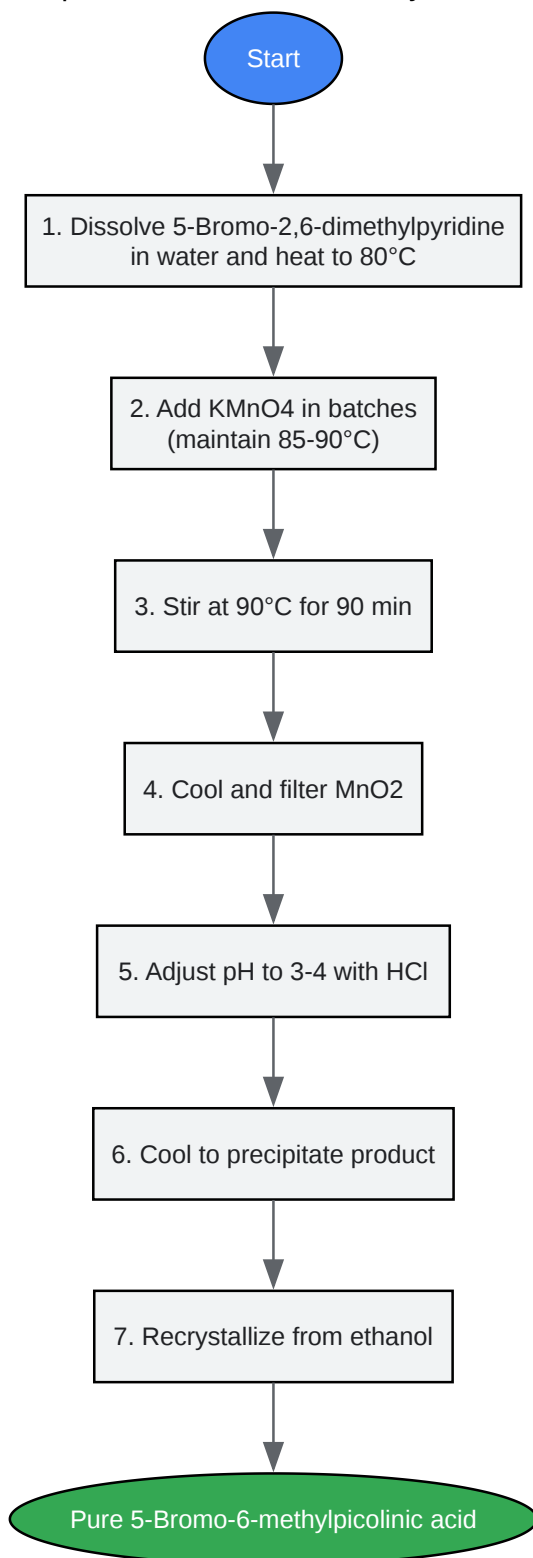 Start
1. Dissolve 5-Bromo-2,6-dimethylpyridine
in water and heat to 80°C
2. Add KMnO4 in batches
(maintain 85-90°C)
3. Stir at 90°C for 90 min
4. Cool and filter MnO2
5. Adjust pH to 3-4 with HCl
6. Cool to precipitate product
7. Recrystallize from ethanol
Pure 5-Bromo-6-methylpicolinic acid